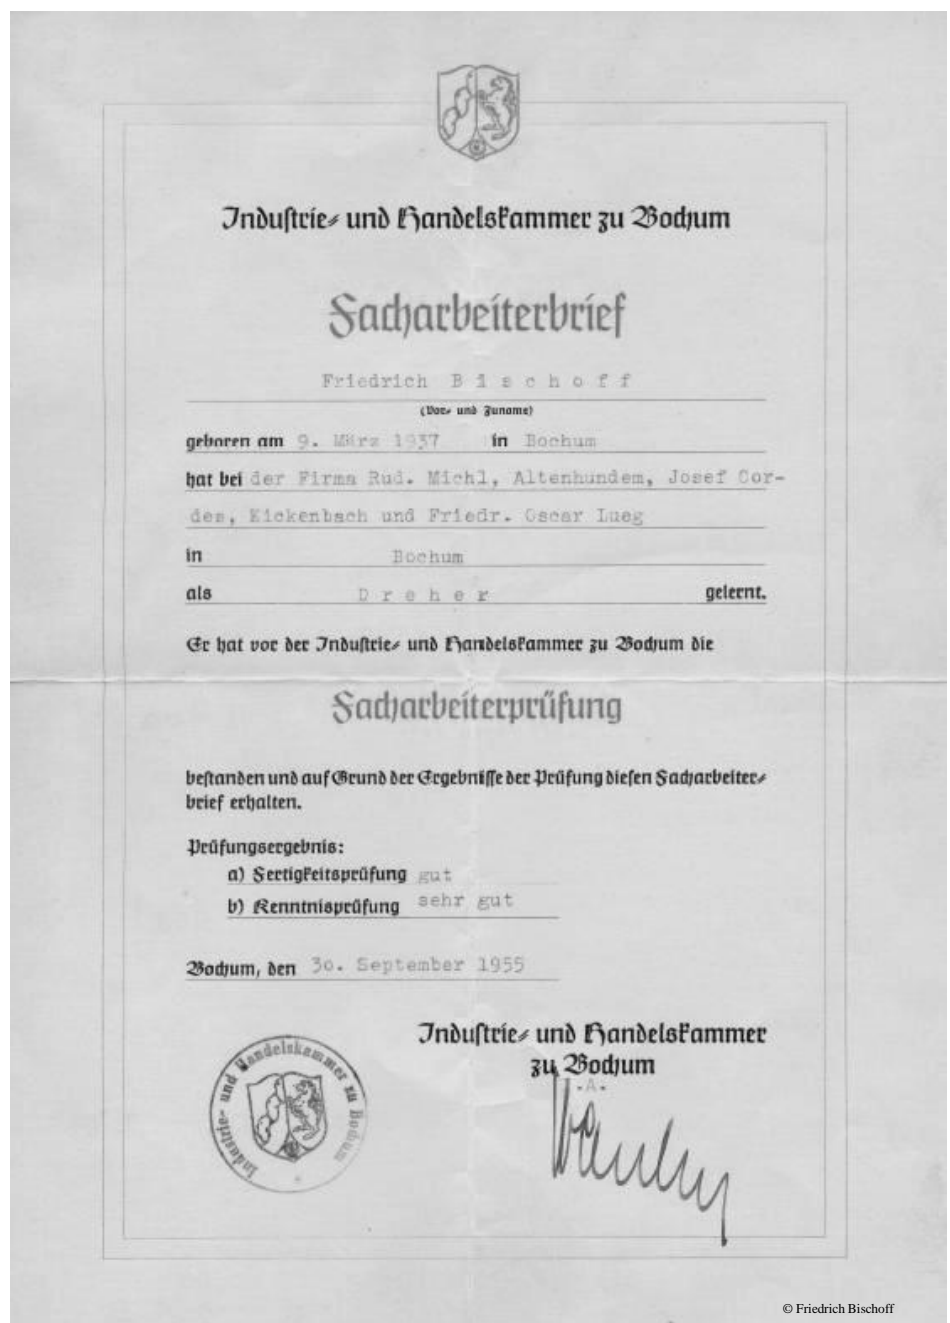 Industrie- und Handelskammer zu Bochum
Facharbeiterbrief
Friedrich B i s c h o f f
(Vor- und Zuname)
geboren am 9. März 1937 in Bochum
hat bei der Firma Rud. Michl, Altenhundem, Josef Cor-
des, Kickenbach und Friedr. Oscar Lueg
in Bochum
als D r e h e r gelernt.
Er hat vor der Industrie- und Handelskammer zu Bochum die
Facharbeiterprüfung
bestanden und auf Grund der Ergebnisse der Prüfung diesen Facharbeiter-
brief erhalten.
Prüfungsergebnis:
a) Fertigkeitsprüfung gut
b) Kenntnisprüfung sehr gut
Bochum, den 30. September 1955
Industrie- und Handelskammer
zu Bochum
.A.
Industrie- und Handelskammer zu Bochum
© Friedrich Bischoff